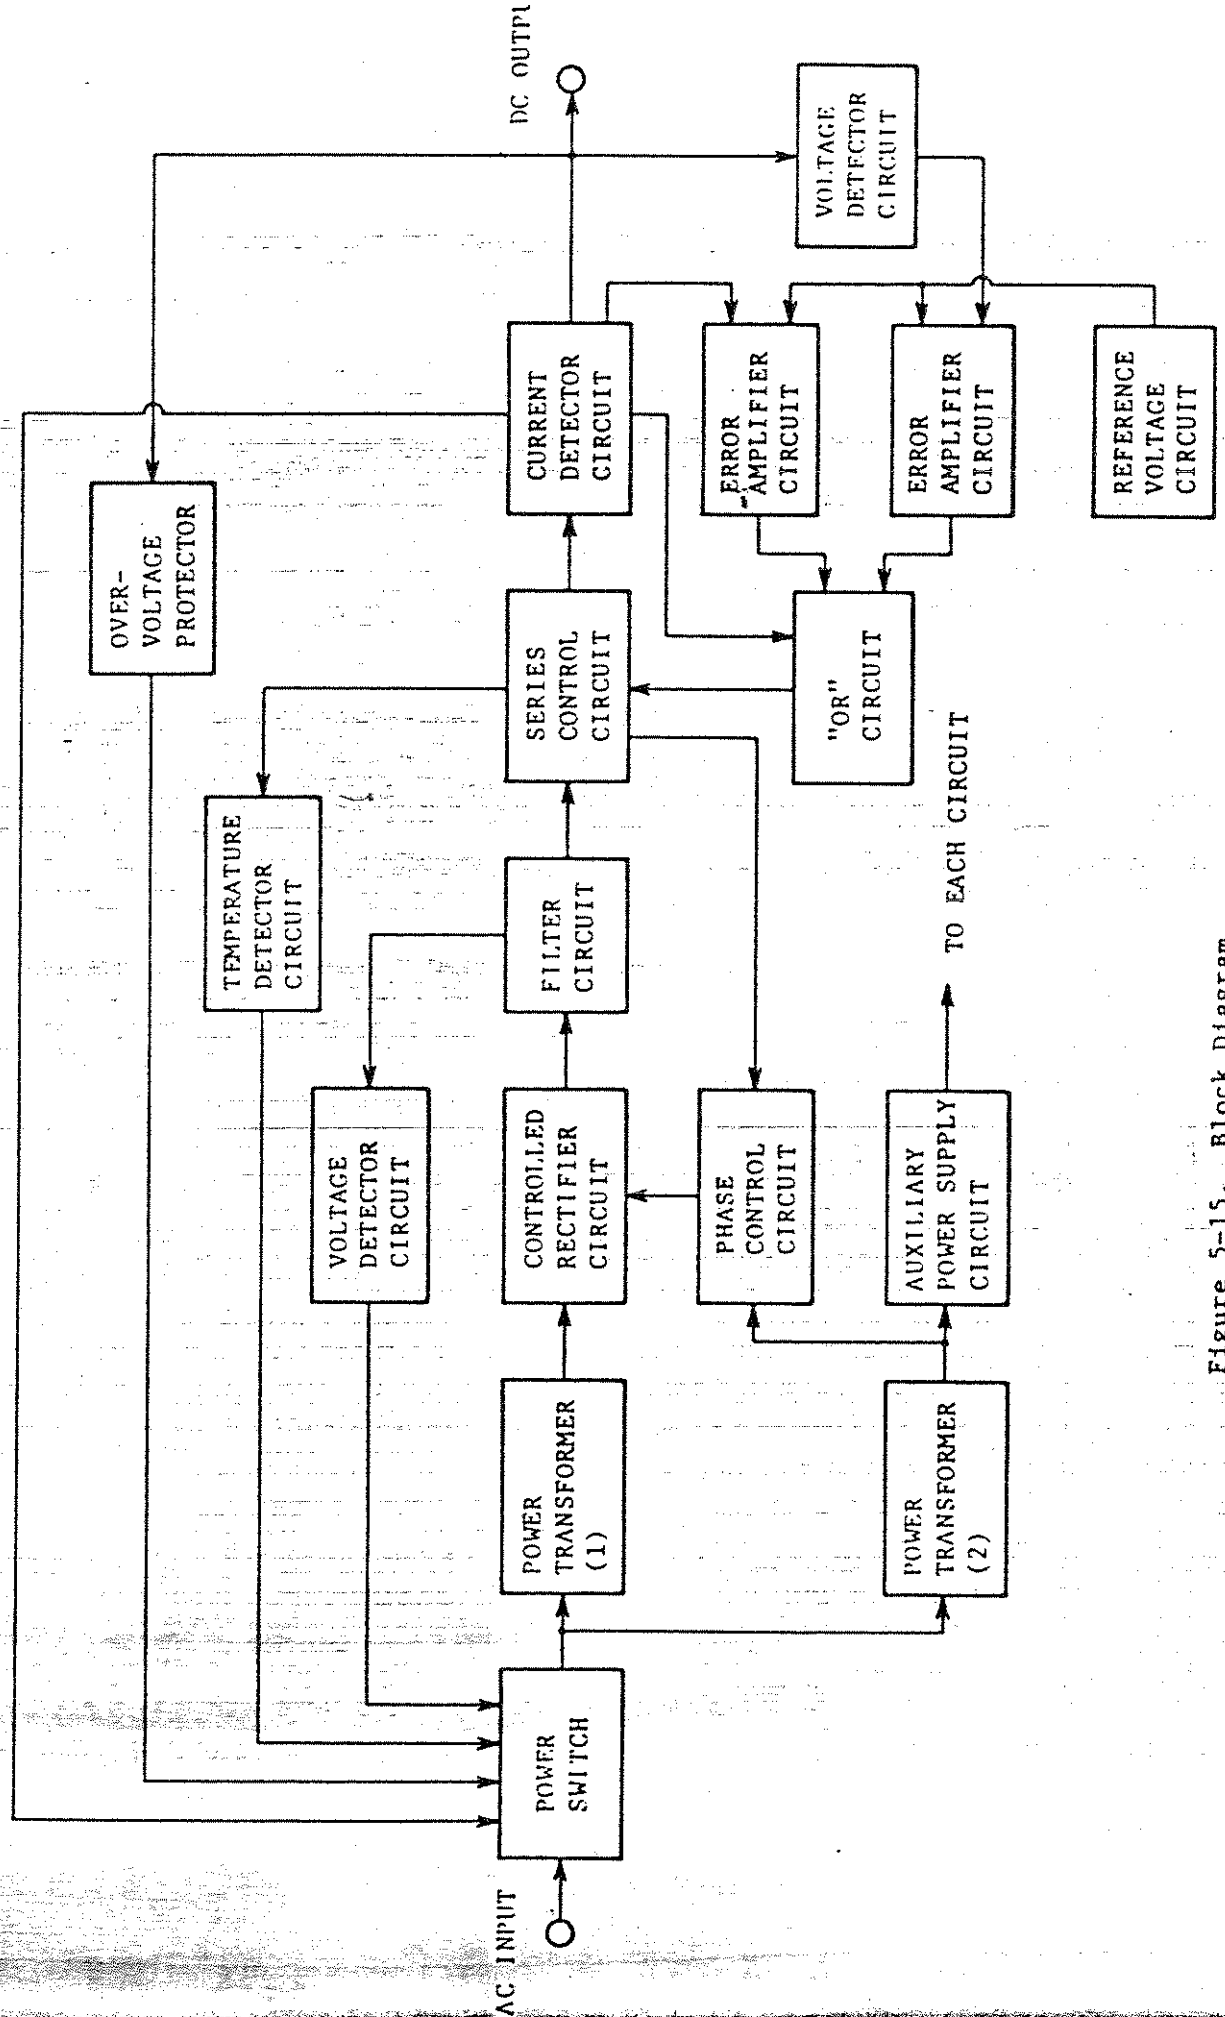 AC INPUT
POWER
SWITCH
POWER
TRANSFORMER
(1)
POWER
TRANSFORMER
(2)
VOLTAGE
DETECTOR
CIRCUIT
CONTROLLED
RECTIFIER
CIRCUIT
PHASE
CONTROL
CIRCUIT
AUXILIARY
POWER SUPPLY
CIRCUIT
TO EACH CIRCUIT
TEMPERATURE
DETECTOR
CIRCUIT
FILTER
CIRCUIT
OVER-
VOLTAGE
PROTECTOR
SERIES
CONTROL
CIRCUIT
"OR"
CIRCUIT
CURRENT
DETECTOR
CIRCUIT
ERROR
AMPLIFIER
CIRCUIT
ERROR
AMPLIFIER
CIRCUIT
REFERENCE
VOLTAGE
CIRCUIT
VOLTAGE
DETECTOR
CIRCUIT
DC OUTPU
Figure 5-15. Block Diagram